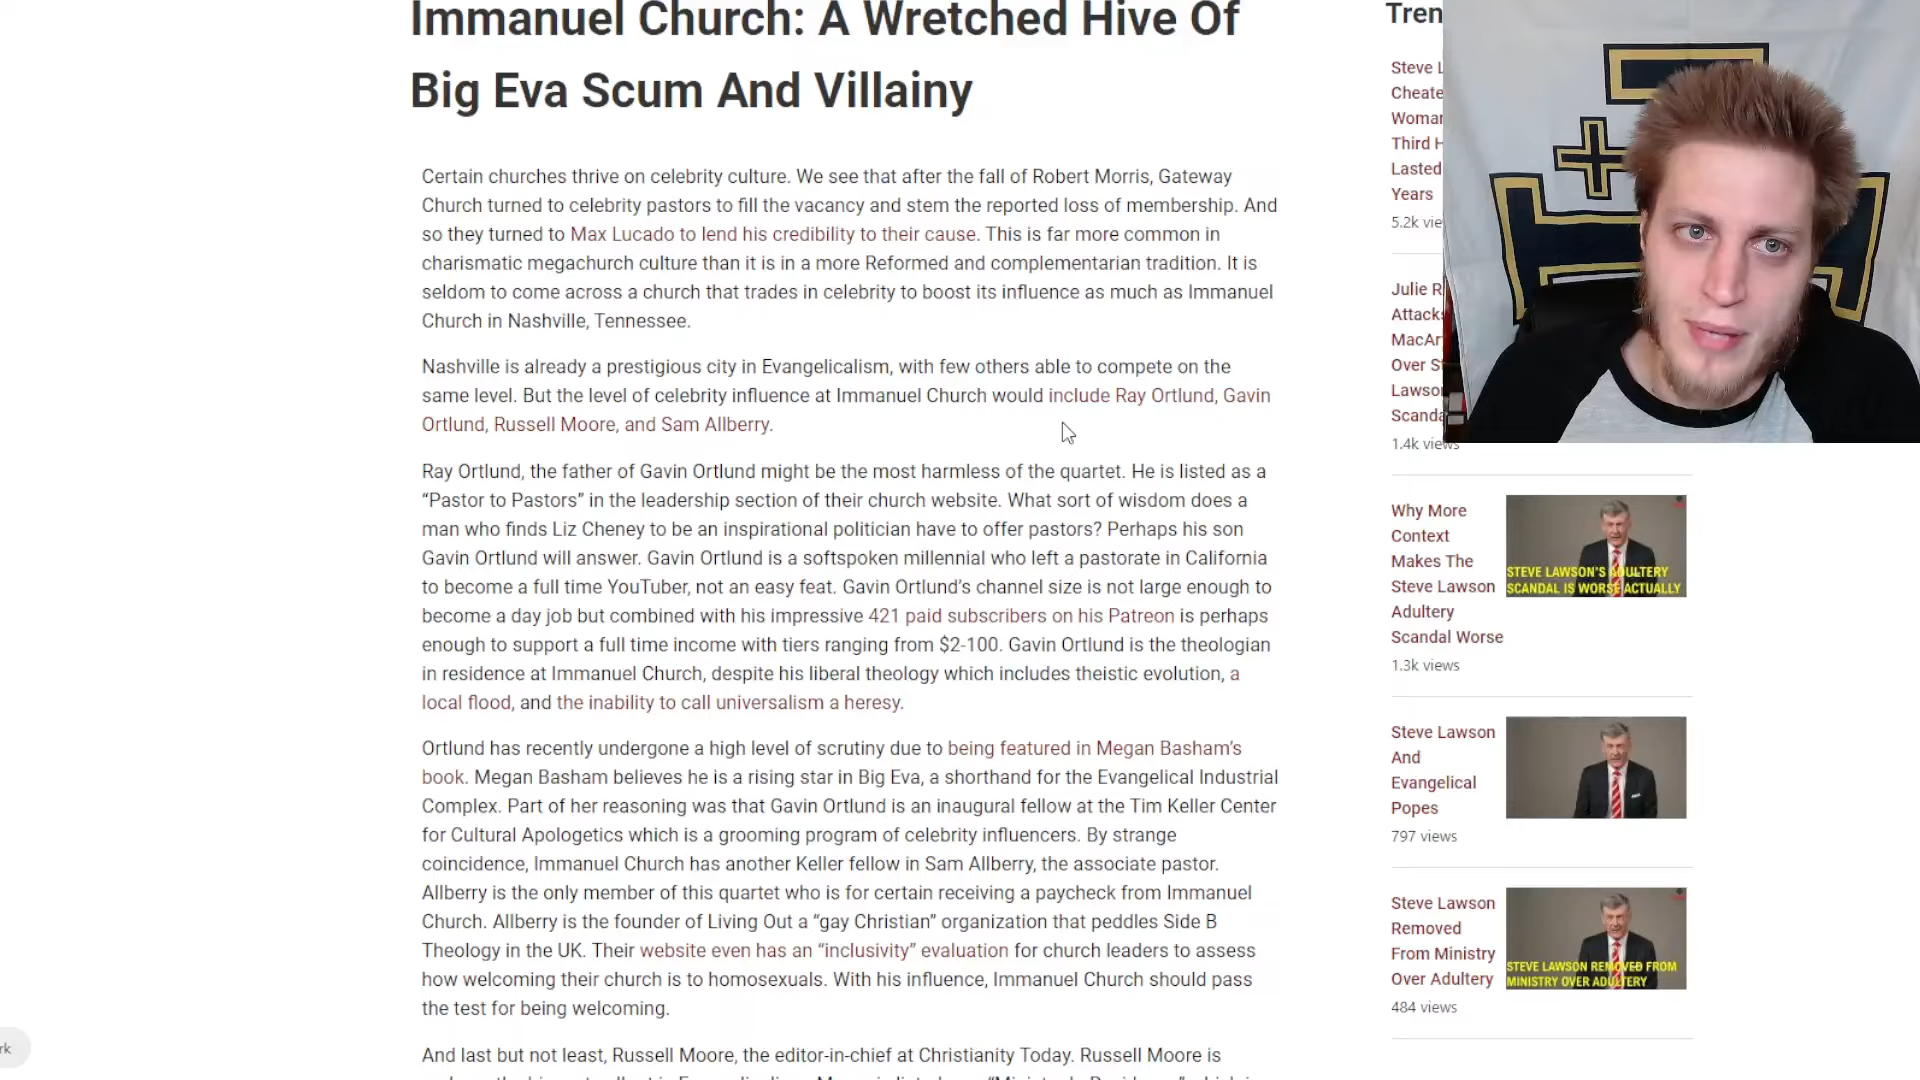 Immanuel Church: A Wretched Hive Of
Big Eva Scum And Villainy
Certain churches thrive on celebrity culture. We see that after the fall of Robert Morris, Gateway
Church turned to celebrity pastors to fill the vacancy and stem the reported loss of membership. And
so they turned to Max Lucado to lend his credibility to their cause. This is far more common in
charismatic megachurch culture than it is in a more Reformed and complementarian tradition. It is
seldom to come across a church that trades in celebrity to boost its influence as much as Immanuel
Church in Nashville, Tennessee.
Nashville is already a prestigious city in Evangelicalism, with few others able to compete on the
same level. But the level of celebrity influence at Immanuel Church would include Ray Ortlund, Gavin
Ortlund, Russell Moore, and Sam Allberry.
Ray Ortlund, the father of Gavin Ortlund might be the most harmless of the quartet. He is listed as a
“Pastor to Pastors” in the leadership section of their church website. What sort of wisdom does a
man who finds Liz Cheney to be an inspirational politician have to offer pastors? Perhaps his son
Gavin Ortlund will answer. Gavin Ortlund is a softspoken millennial who left a pastorate in California
to become a full time YouTuber, not an easy feat. Gavin Ortlund’s channel size is not large enough to
become a day job but combined with his impressive 421 paid subscribers on his Patreon is perhaps
enough to support a full time income with tiers ranging from $2-100. Gavin Ortlund is the theologian
in residence at Immanuel Church, despite his liberal theology which includes theistic evolution, a
local flood, and the inability to call universalism a heresy.
Ortlund has recently undergone a high level of scrutiny due to being featured in Megan Basham’s
book. Megan Basham believes he is a rising star in Big Eva, a shorthand for the Evangelical Industrial
Complex. Part of her reasoning was that Gavin Ortlund is an inaugural fellow at the Tim Keller Center
for Cultural Apologetics which is a grooming program of celebrity influencers. By strange
coincidence, Immanuel Church has another Keller fellow in Sam Allberry, the associate pastor.
Allberry is the only member of this quartet who is for certain receiving a paycheck from Immanuel
Church. Allberry is the founder of Living Out a “gay Christian” organization that peddles Side B
Theology in the UK. Their website even has an “inclusivity” evaluation for church leaders to assess
how welcoming their church is to homosexuals. With his influence, Immanuel Church should pass
the test for being welcoming.
And last but not least, Russell Moore, the editor-in-chief at Christianity Today. Russell Moore is
rk
Tren
Steve L
Cheate
Woman
Third H
Lasted
Years
5.2k vie
Julie R
Attacks
MacAr
Over S
Lawso
Scanda
1.4k views
Why More
Context
Makes The
Steve Lawson
Adultery
Scandal Worse
1.3k views
STEVE LAWSON'S ADULTERY
SCANDAL IS WORSE ACTUALLY
Steve Lawson
And
Evangelical
Popes
797 views
Steve Lawson
Removed
From Ministry
Over Adultery
484 views
STEVE LAWSON REMOVED FROM
MINISTRY OVER ADULTERY